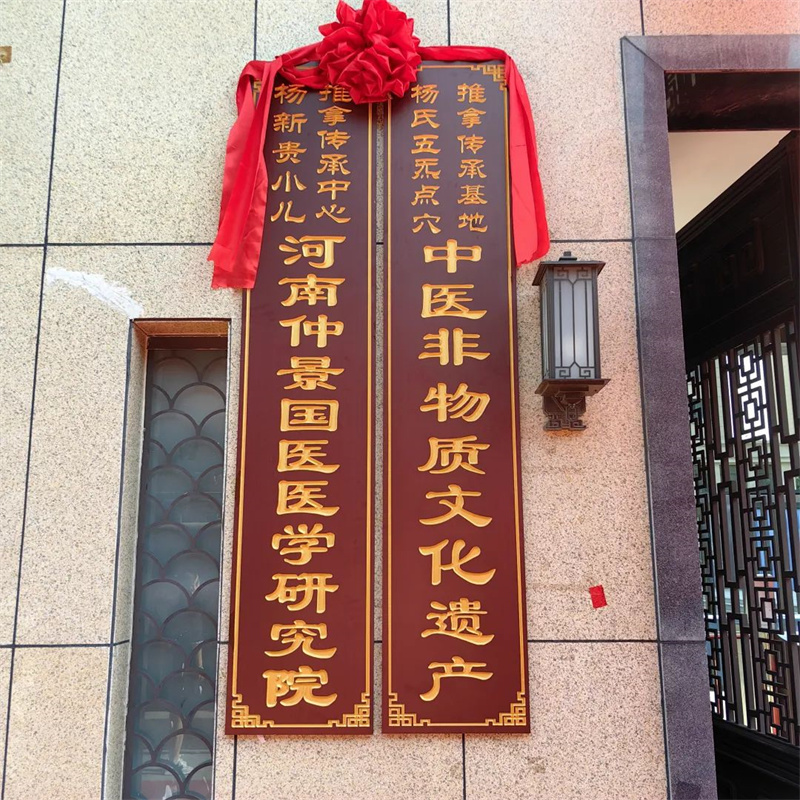 杨新贵小儿
推拿传承中心
河南仲景国医医学研究院
杨氏五炁点穴
推拿传承基地
中医非物质文化遗产